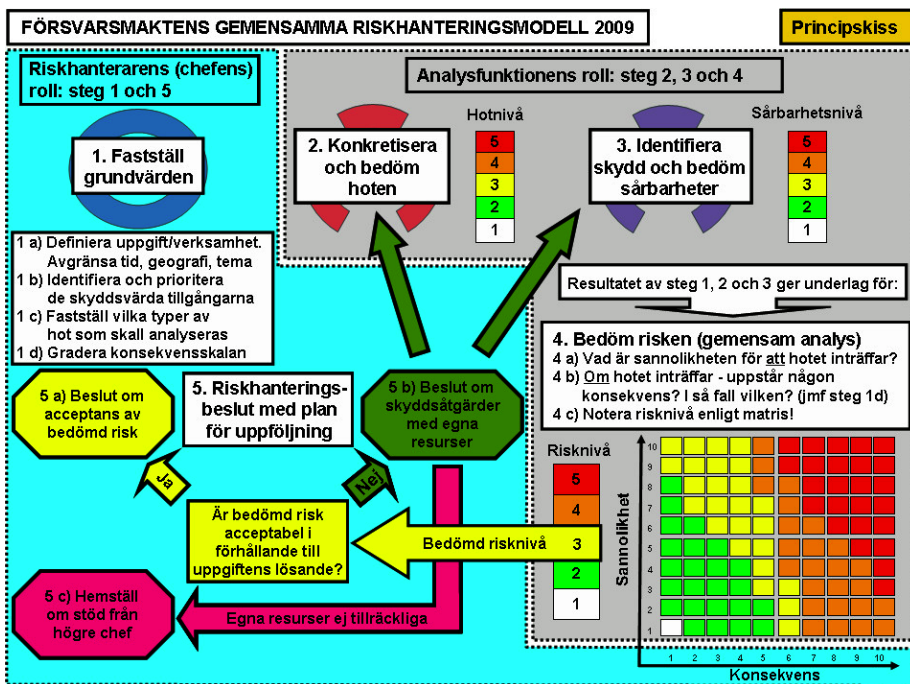 FÖRSVARSMAKTENS GEMENSAMMA RISKHANTERINGSMODELL 2009
Principskiss
Riskhanterarens (chefens)
roll: steg 1 och 5
1. Fastställ
grundvärden
1 a) Definiera uppgift/verksamhet.
Avgränsa tid, geografi, tema
1 b) Identifiera och prioritera
de skyddsvärda tillgångarna
1 c) Fastställ vilka typer av
hot som skall analyseras
1 d) Gradera konsekvensskalan
Analysfunktionens roll: steg 2, 3 och 4
2. Konkretisera
och bedöm
hoten
Hotnivå
5
4
3
2
1
3. Identifiera
skydd och bedöm
sårbarheter
Sårbarhetsnivå
5
4
3
2
1
Resultatet av steg 1, 2 och 3 ger underlag för:
4. Bedöm risken (gemensam analys)
4 a) Vad är sannolikheten för att hotet inträffar?
4 b) Om hotet inträffar - uppstår någon
konsekvens? I så fall vilken? (jmf steg 1d)
4 c) Notera risknivå enligt matris!
5 a) Beslut om
acceptans av
bedömd risk
5. Riskhanterings-
beslut med plan
för uppföljning
5 b) Beslut om
skyddsåtgärder
med egna
resurser
Ja
Nej
Är bedömd risk
acceptabel i
förhållande till
uppgiftens lösande?
Bedömd risknivå
Risknivå
5
4
3
2
1
5 c) Hemställ
om stöd från
högre chef
Egna resurser ej tillräckliga
Sannolikhet
10
9
8
7
6
5
4
3
2
1
1 2 3 4 5 6 7 8 9 10
Konsekvens